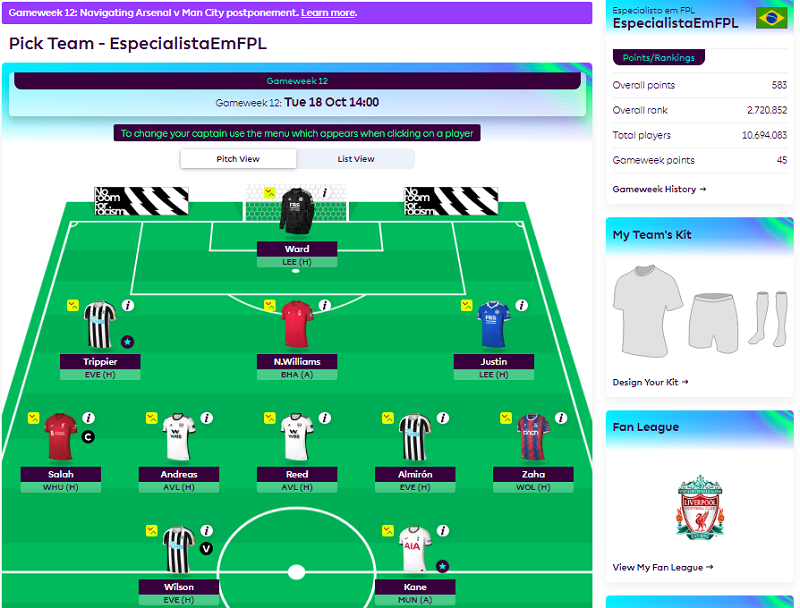 Gameweek 12: Navigating Arsenal v Man City postponement. Learn more.
Pick Team - EspecialistaEmFPL
Gameweek 12
Gameweek 12: Tue 18 Oct 14:00
To change your captain use the menu which appears when clicking on a player
Pitch View
List View
No room for racism
No room for racism
Ward
LEE (H)
Trippier
EVE (H)
N.Williams
BHA (A)
Justin
LEE (H)
Salah
WHU (H)
C
Andreas
AVL (H)
Reed
AVL (H)
Almirón
EVE (H)
Zaha
WOL (H)
Wilson
EVE (H)
V
Kane
MUN (A)
AIA
Especialista em FPL
EspecialistaEmFPL
Points/Rankings
Overall points 583
Overall rank 2.720.852
Total players 10.694.083
Gameweek points 45
Gameweek History →
My Team's Kit
Design Your Kit →
Fan League
LIVERPOOL
View My Fan League →